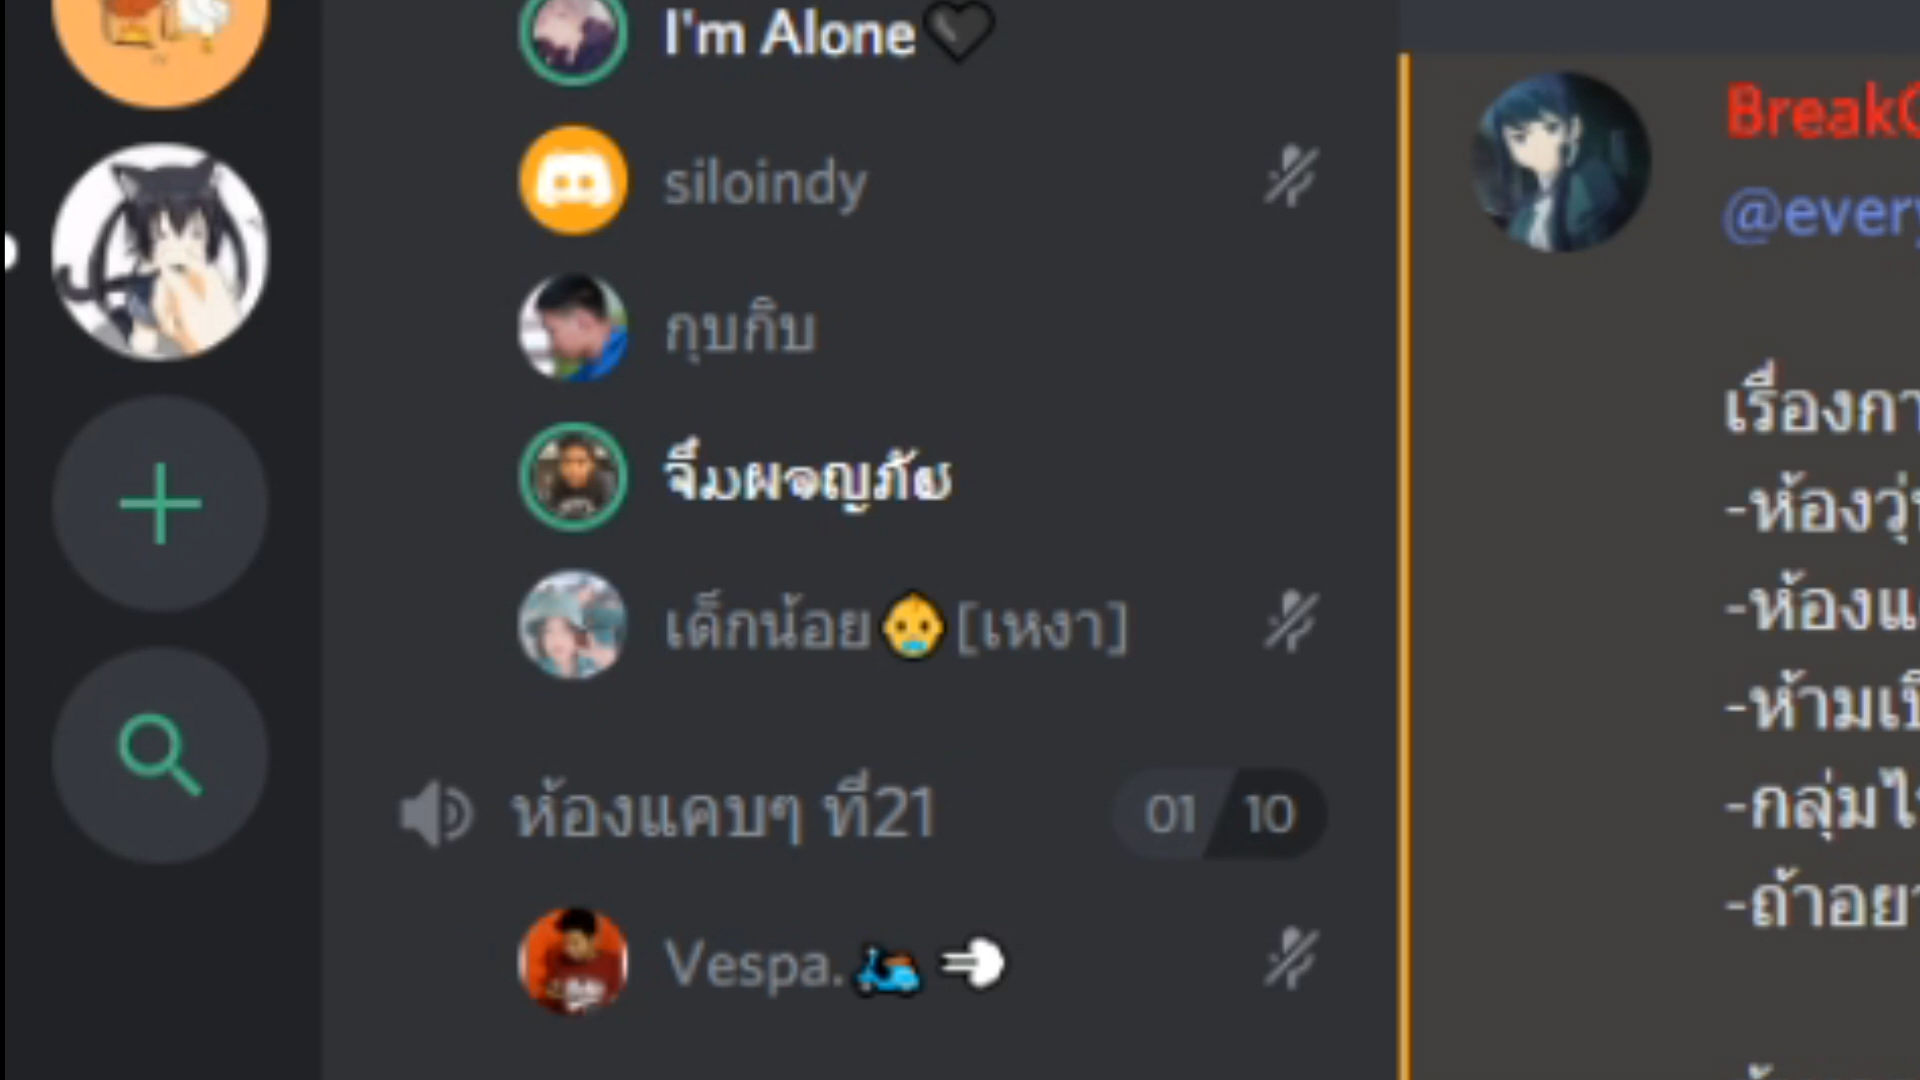 I'm Alone🖤
siloindy
กุบกิบ
จิ๊มผจญภัย
เด็กน้อย👶[เหงา]
ห้องแคบๆ ที่21
01 10
Vespa.🛵
@every
เรื่องกา
-ห้องวุ่
-ห้องแ
-ห้ามเ
-กลุ่มไ
-ถ้าอย